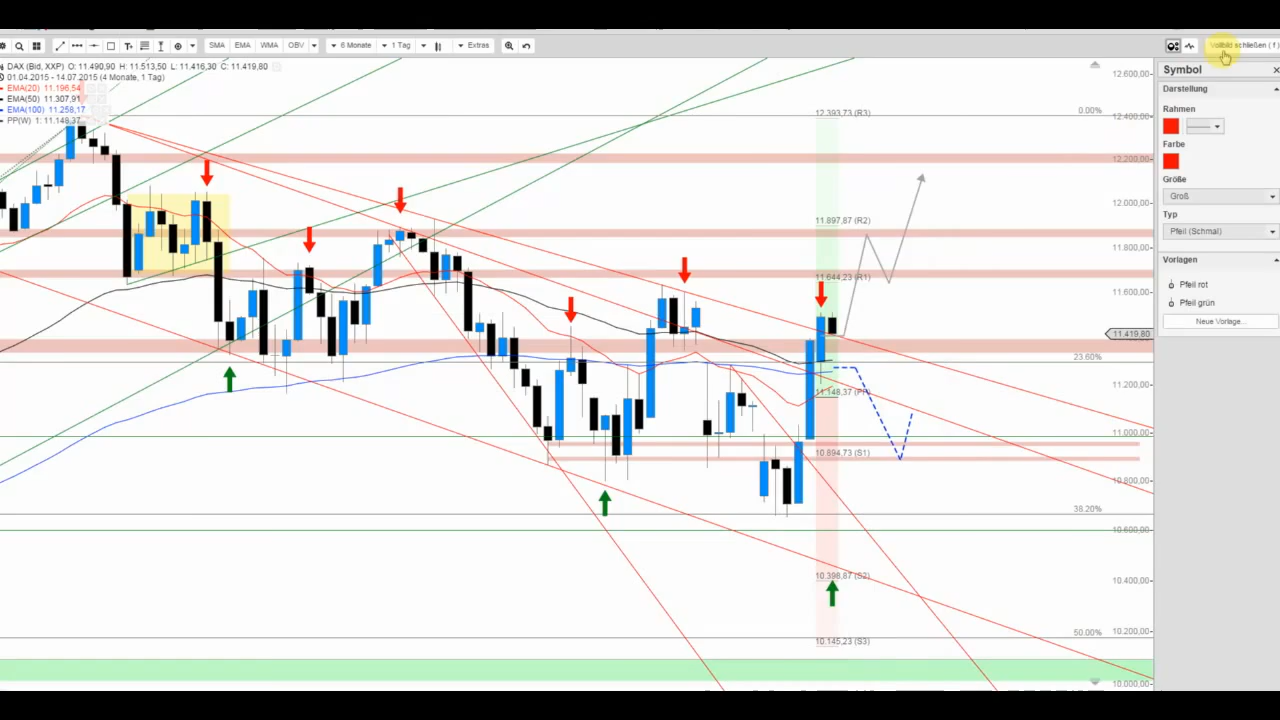 SMA EMA WMA OBV 6 Monate 1 Tag Extras Vollbild schließen ( f )
DAX (Bid, XXP) O: 11.490,90 H: 11.513,50 L: 11.416,30 C: 11.419,80
01.04.2015 - 14.07.2015 (4 Monate, 1 Tag)
EMA(20) 11.196,54
EMA(50) 11.307,91
EMA(100) 11.258,17
PP(W) 1: 11.148,37
12.393,73 (R3)
11.897,87 (R2)
11.644,23 (R1)
11.148,37 (PP)
10.894,73 (S1)
10.398,87 (S2)
10.145,23 (S3)
0.00%
23.60%
38.20%
50.00%
12.600,00
12.400,00
12.200,00
12.000,00
11.800,00
11.600,00
11.419,80
11.200,00
11.000,00
10.780,00
10.600,00
10.400,00
10.200,00
10.000,00
Symbol
Darstellung
Rahmen
Farbe
Größe
Groß
Typ
Pfeil (Schmal)
Vorlagen
Pfeil rot
Pfeil grün
Neue Vorlage...